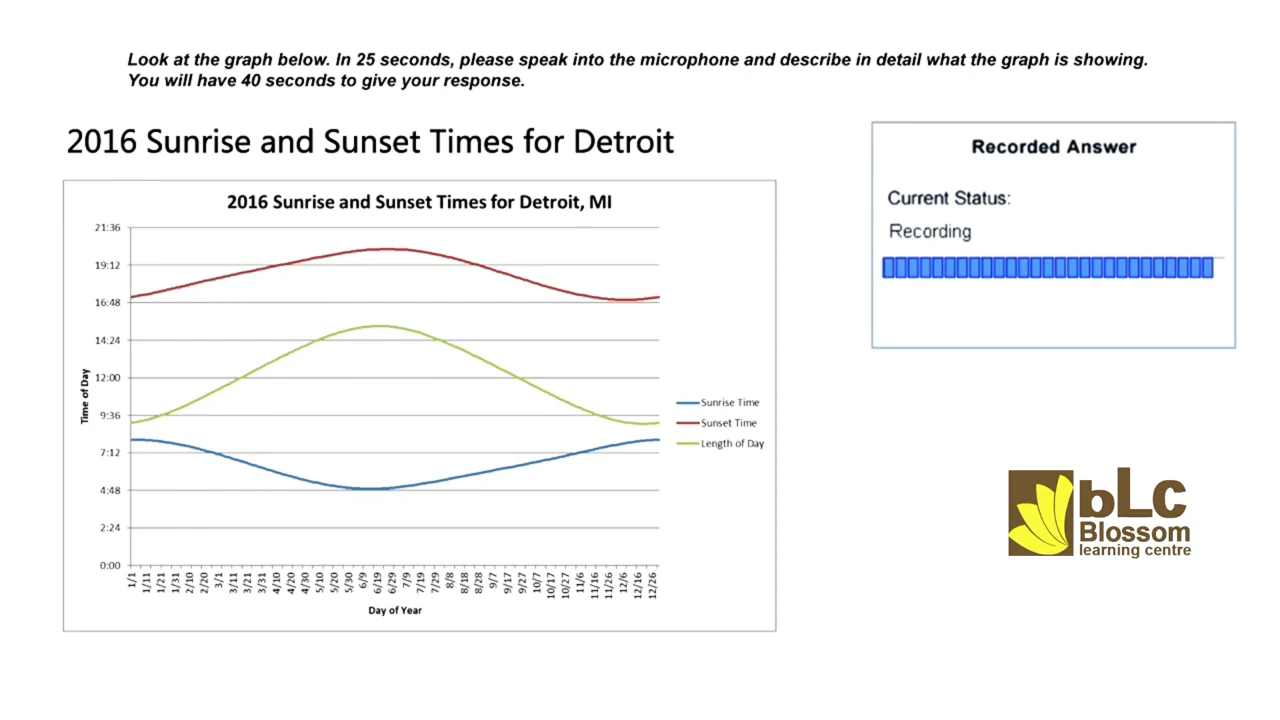 Look at the graph below. In 25 seconds, please speak into the microphone and describe in detail what the graph is showing.
You will have 40 seconds to give your response.
2016 Sunrise and Sunset Times for Detroit
2016 Sunrise and Sunset Times for Detroit, MI
21:36
19:12
16:48
14:24
12:00
9:36
7:12
4:48
2:24
0:00
Time of Day
1/1 1/11 1/21 1/31 2/10 2/20 3/1 3/11 3/21 3/31 4/10 4/20 4/30 5/10 5/20 5/30 6/9 6/19 6/29 7/9 7/19 7/29 8/8 8/18 8/28 9/7 9/17 9/27 10/7 10/17 10/27 11/6 11/16 11/26 12/6 12/16 12/26
Day of Year
Sunrise Time
Sunset Time
Length of Day
Recorded Answer
Current Status:
Recording
bLc
Blossom
learning centre